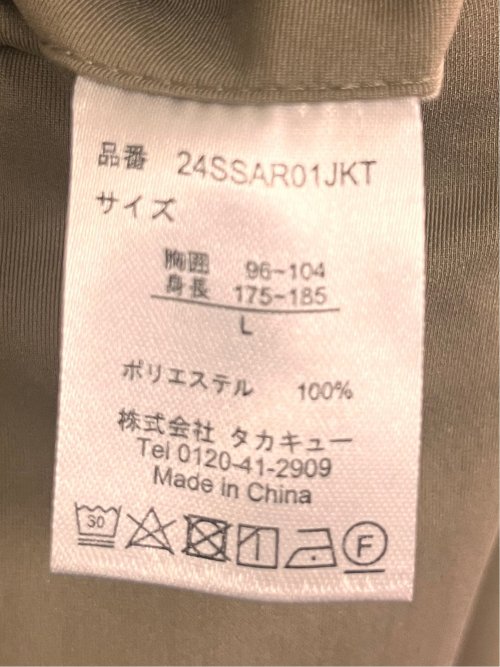 品番 24SSAR01JKT
サイズ
胸囲 96-104
身長 175-185
L
ポリエステル 100%
株式会社 タカキュー
Tel 0120-41-2909
Made in China
30 F